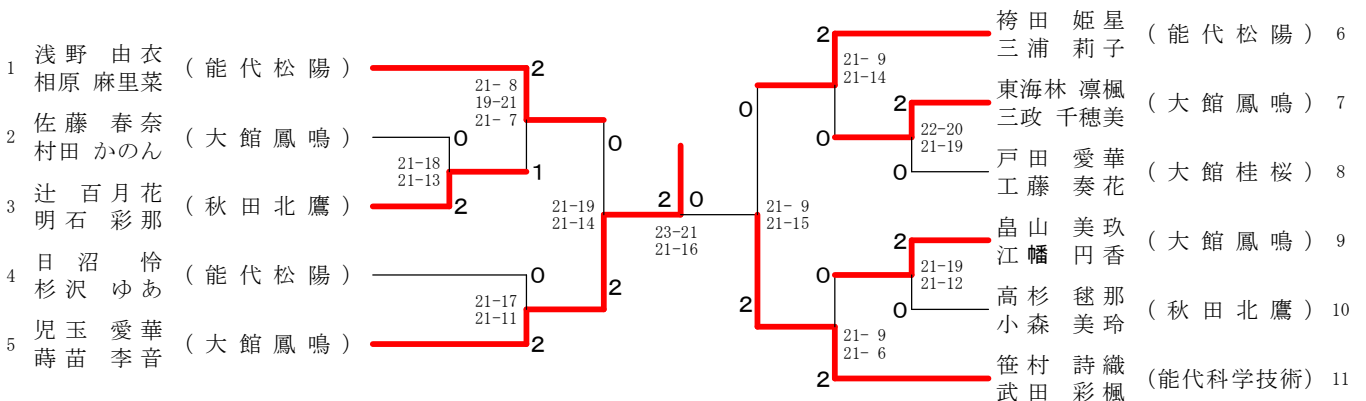 1 浅野 由衣 (能代松陽)
相原 麻里菜
2
21- 8
19-21
21- 7
2 佐藤 春奈 (大館鳳鳴)
村田 かのん
0
21-18
21-13
1
3 辻 百月花 (秋田北鷹)
明石 彩那
2
0
21-19
21-14
4 日沼 怜 (能代松陽)
杉沢 ゆあ
0
21-17
21-11
2
5 児玉 愛華 (大館鳳鳴)
蒔苗 李音
2
2 0
23-21
21-16
袴田 姫星 (能代松陽) 6
三浦 莉子
2
21- 9
21-14
0
東海林 凛楓 (大館鳳鳴) 7
三政 千穂美
2
0
22-20
21-19
戸田 愛華 (大館桂桜) 8
工藤 奏花
0
21- 9
21-15
畠山 美玖 (大館鳳鳴) 9
江幡 円香
2
0
21-19
21-12
高杉 毬那 (秋田北鷹) 10
小森 美玲
0
2
21- 9
21- 6
笹村 詩織 (能代科学技術) 11
武田 彩楓
2